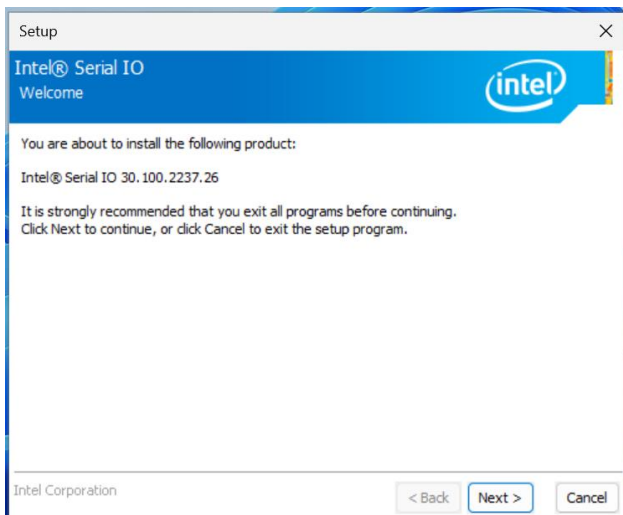 Setup
Intel® Serial IO
Welcome
intel
You are about to install the following product:
Intel® Serial IO 30.100.2237.26
It is strongly recommended that you exit all programs before continuing.
Click Next to continue, or click Cancel to exit the setup program.
Intel Corporation
< Back Next > Cancel